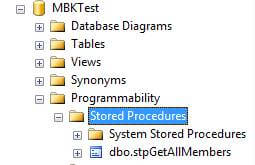 MBKTest
Database Diagrams
Tables
Views
Synonyms
Programmability
Stored Procedures
System Stored Procedures
dbo.stpGetAllMembers